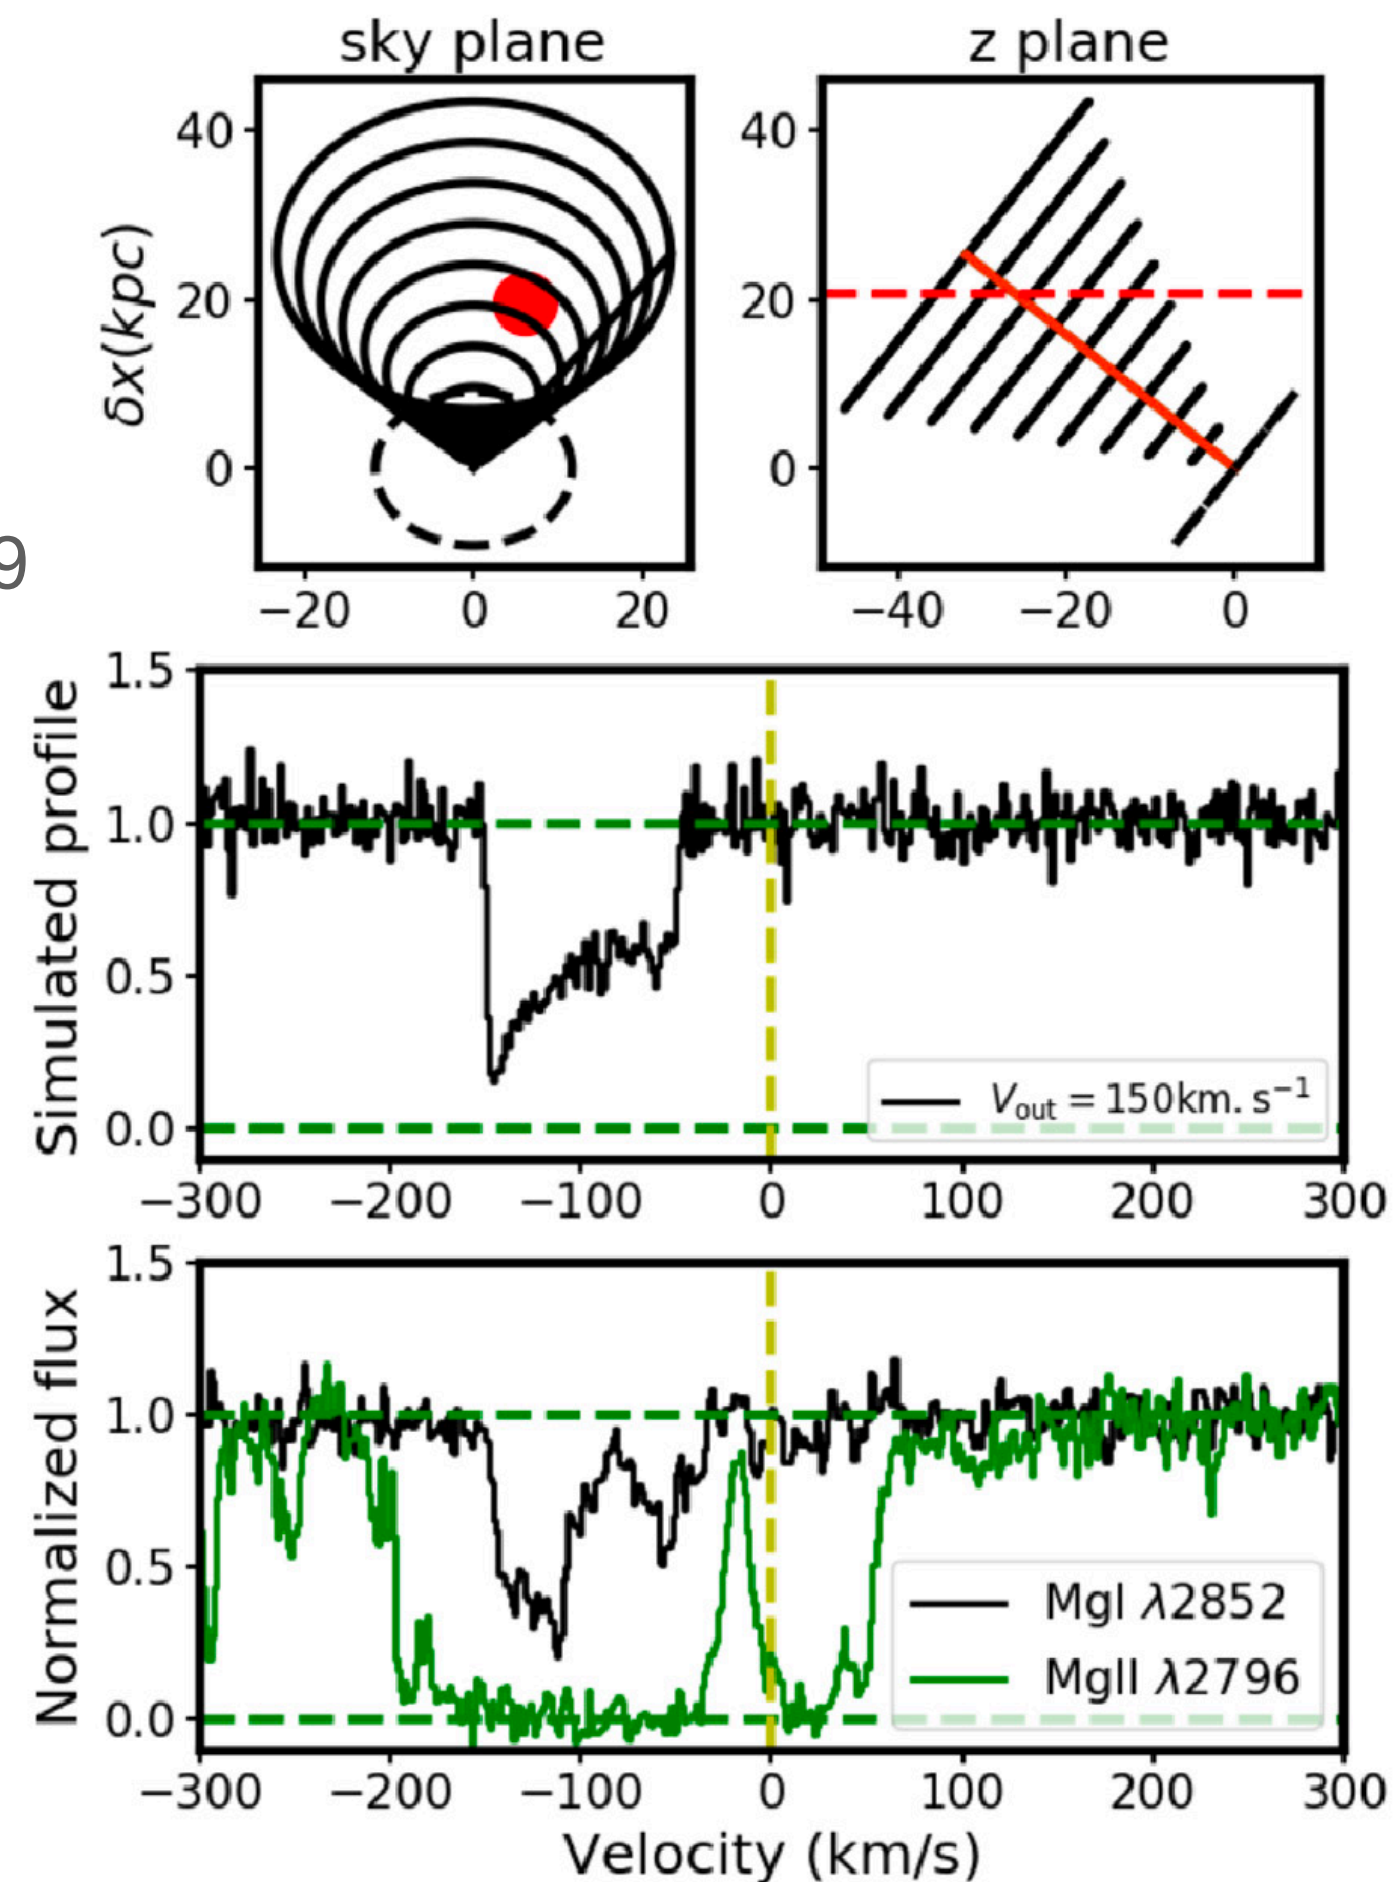 sky plane
z plane
δx(kpc)
40
20
0
−20 0 20
40
20
0
−40 −20 0
9
Simulated profile
1.5
1.0
0.5
0.0
V_out = 150km.s⁻¹
−300 −200 −100 0 100 200 300
Normalized flux
1.5
1.0
0.5
0.0
MgI λ2852
MgII λ2796
−300 −200 −100 0 100 200 300
Velocity (km/s)